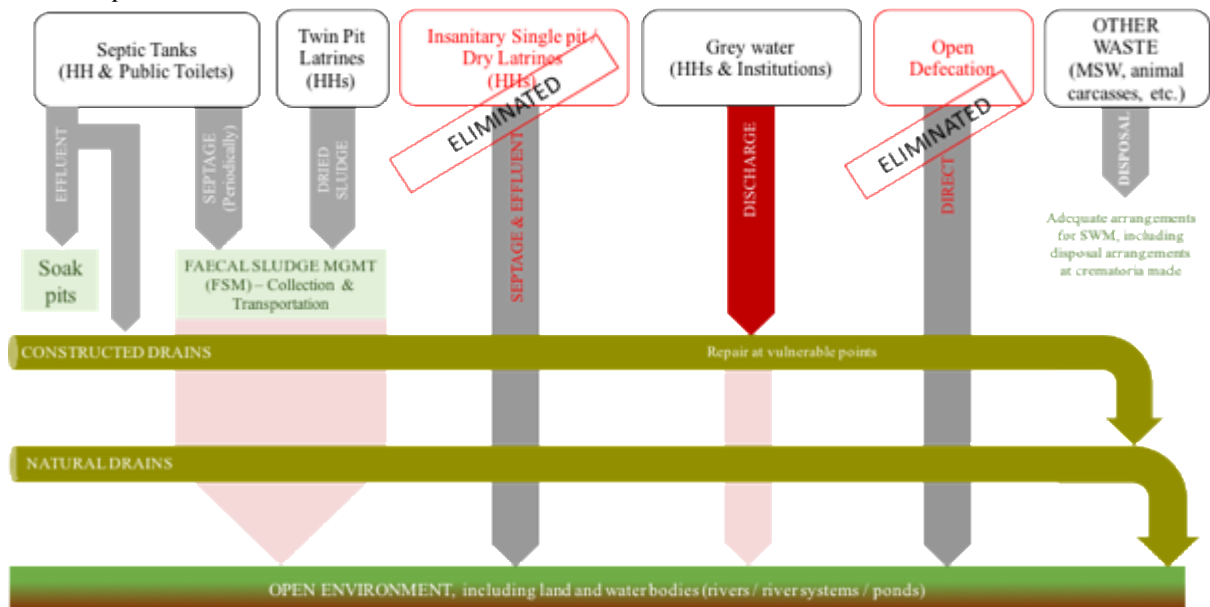 Septic Tanks
(HH & Public Toilets)
Twin Pit
Latrines
(HHs)
Insanitary Single pit /
Dry Latrines
(HHs)
Grey water
(HHs & Institutions)
Open
Defecation
OTHER
WASTE
(MSW, animal
carcasses, etc.)
ELIMINATED
ELIMINATED
EFFLUENT
SEPTAGE
(Periodically)
DRIED
SLUDGE
SEPTAGE & EFFLUENT
DISCHARGE
DIRECT
DISPOSAL
Adequate arrangements
for SWM, including
disposal arrangements
at crematoria made
Soak
pits
FAECAL SLUDGE MGMT
(FSM) – Collection &
Transportation
CONSTRUCTED DRAINS
Repair at vulnerable points
NATURAL DRAINS
OPEN ENVIRONMENT, including land and water bodies (rivers / river systems / ponds)